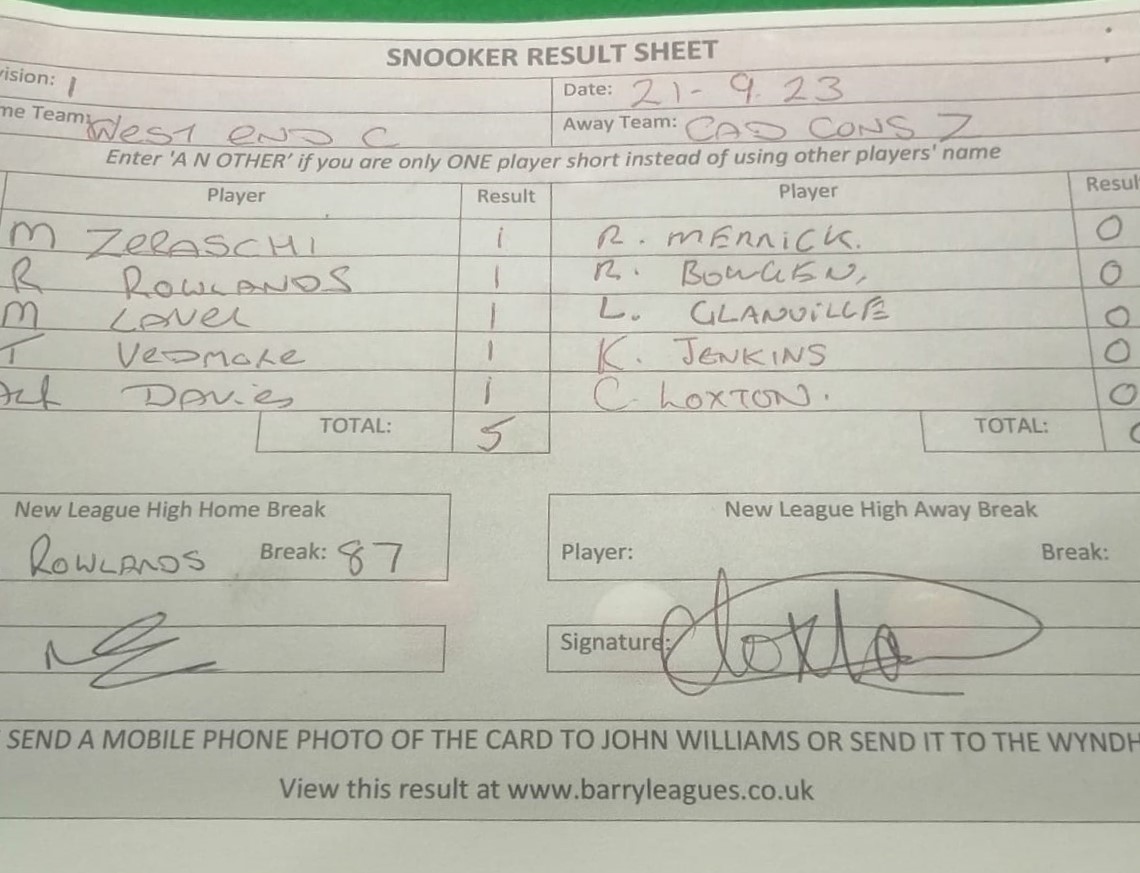 SNOOKER RESULT SHEET
vision: 1 Date: 21-9.23
me Team: West end C Away Team: CAD CONS Z
Enter 'A N OTHER' if you are only ONE player short instead of using other players' name
Player Result Player Resul
M ZERASCHI 1 R. MERRICK. 0
R ROWLANDS 1 R. BOWGEN, 0
M LAVER 1 L. GLANVILLE 0
T VEDMORE 1 K. JENKINS 0
Davies 1 C LOXTON. 0
TOTAL: 5 TOTAL: 0
New League High Home Break New League High Away Break
ROWLANDS Break: 87 Player: Break:
Signature: Cloxto
SEND A MOBILE PHONE PHOTO OF THE CARD TO JOHN WILLIAMS OR SEND IT TO THE WYNDH
View this result at www.barryleagues.co.uk